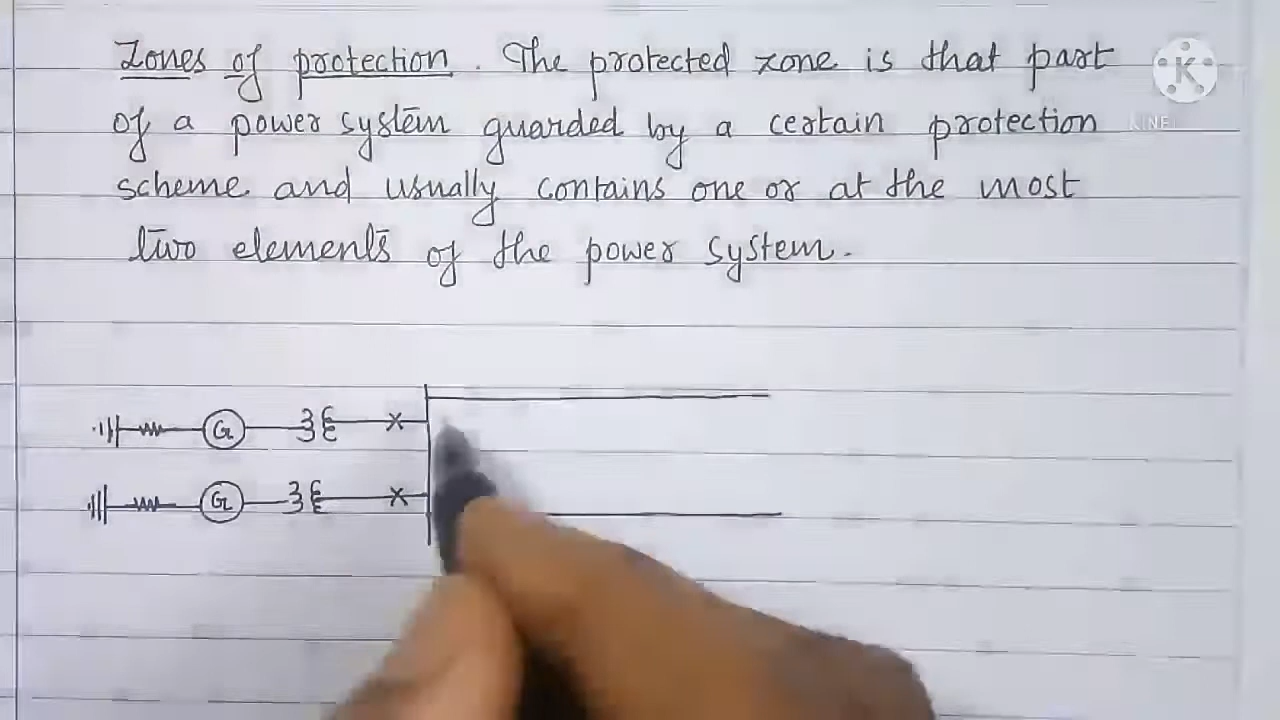 Zones of protection. The protected zone is that part
of a power system guarded by a certain protection
scheme and usually contains one or at the most
two elements of the power system.
K
KINE
G
G